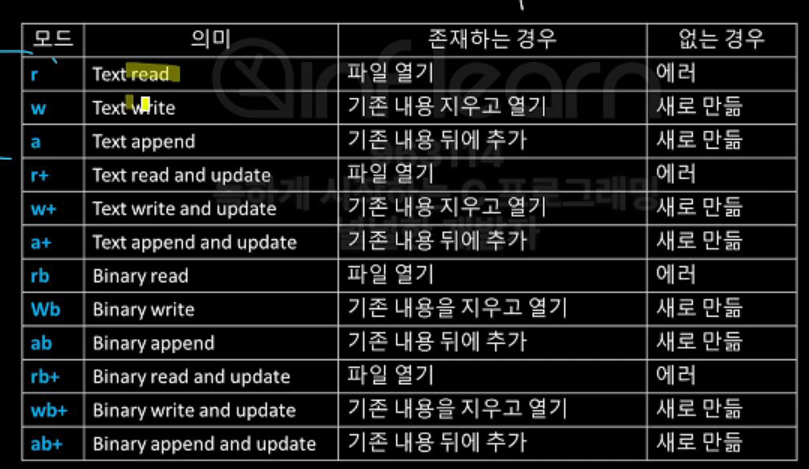 모드 의미 존재하는 경우 없는 경우
r Text read 파일 열기 에러
w Text write 기존 내용 지우고 열기 새로 만듦
a Text append 기존 내용 뒤에 추가 새로 만듦
r+ Text read and update 파일 열기 에러
w+ Text write and update 기존 내용 지우고 열기 새로 만듦
a+ Text append and update 기존 내용 뒤에 추가 새로 만듦
rb Binary read 파일 열기 에러
Wb Binary write 기존 내용을 지우고 열기 새로 만듦
ab Binary append 기존 내용 뒤에 추가 새로 만듦
rb+ Binary read and update 파일 열기 에러
wb+ Binary write and update 기존 내용을 지우고 열기 새로 만듦
ab+ Binary append and update 기존 내용 뒤에 추가 새로 만듦
inflearn